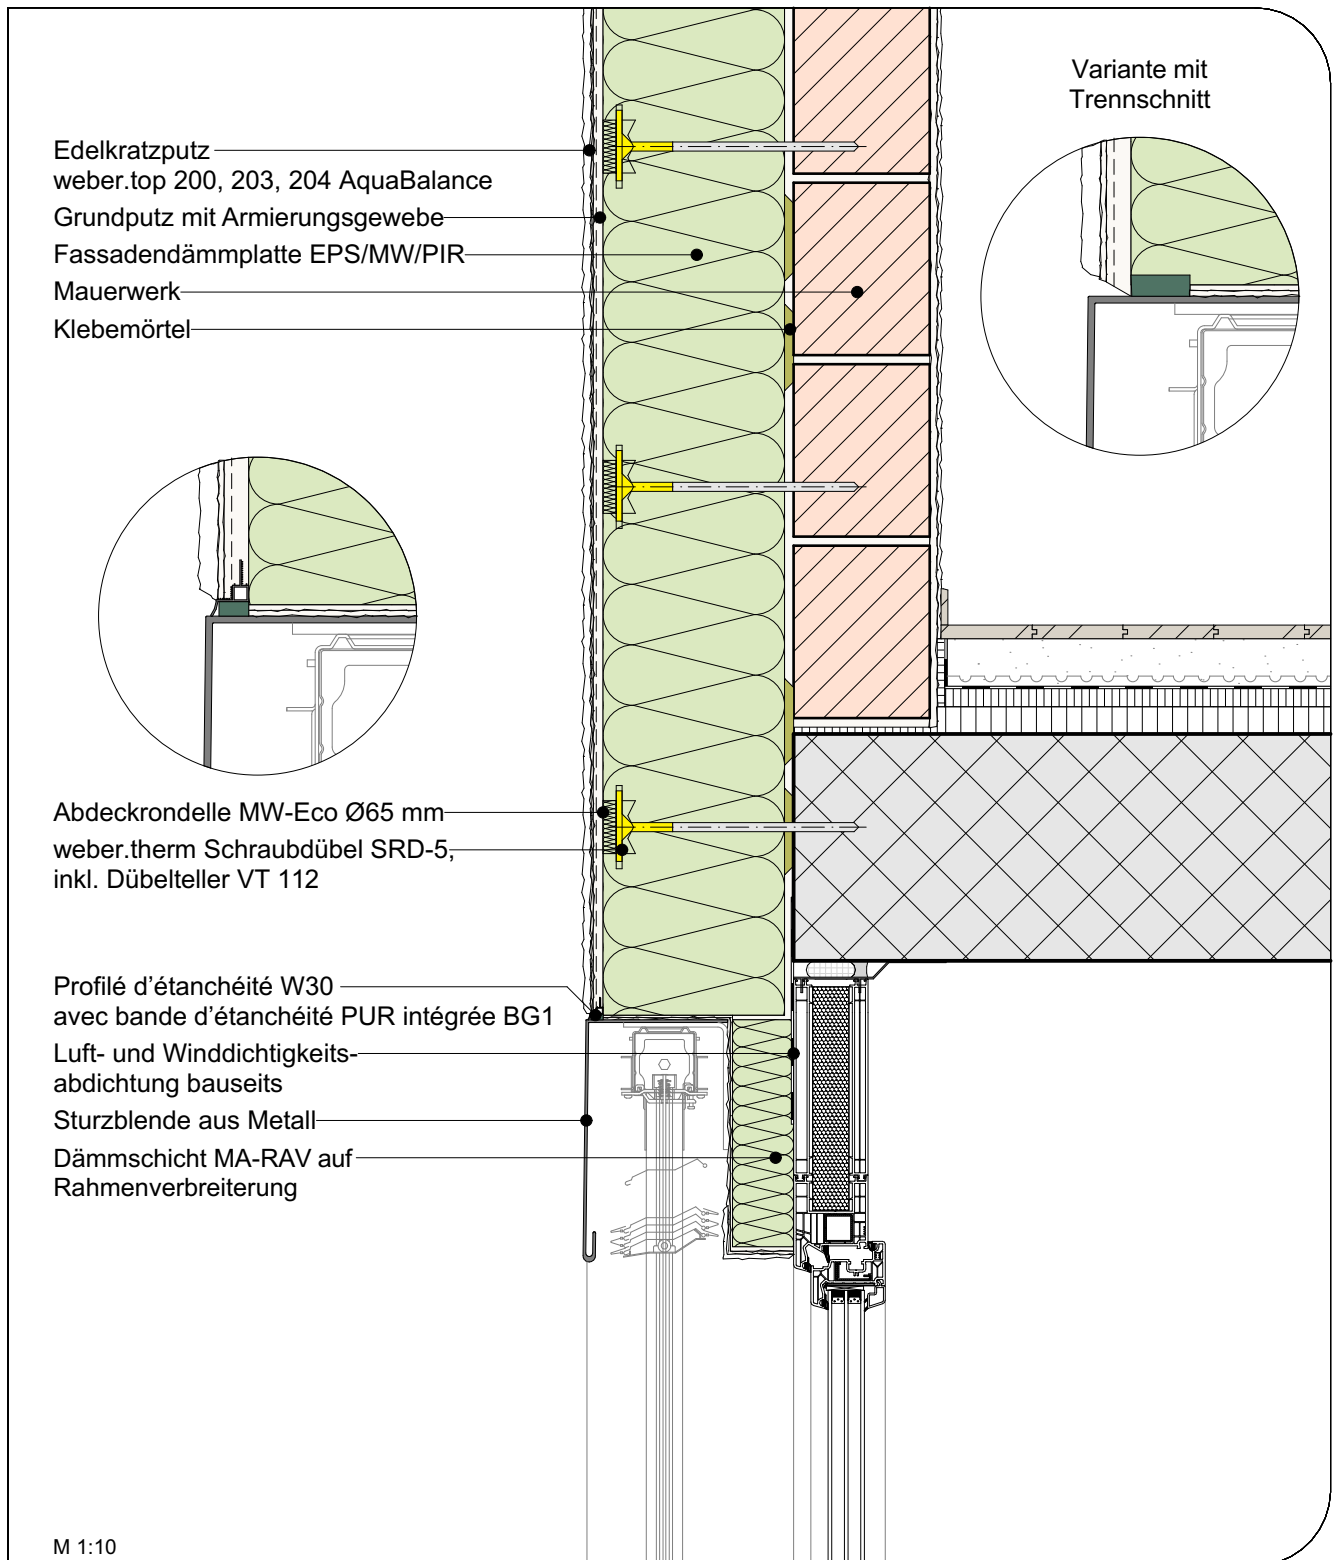 Variante mit
Trennschnitt
Edelkratzputz
weber.top 200, 203, 204 AquaBalance
Grundputz mit Armierungsgewebe
Fassadendämmplatte EPS/MW/PIR
Mauerwerk
Klebemörtel
Abdeckrondelle MW-Eco Ø65 mm
weber.therm Schraubdübel SRD-5,
inkl. Dübelteller VT 112
Profilé d’étanchéité W30
avec bande d’étanchéité PUR intégrée BG1
Luft- und Winddichtigkeits-
abdichtung bauseits
Sturzblende aus Metall
Dämmschicht MA-RAV auf
Rahmenverbreiterung
M 1:10